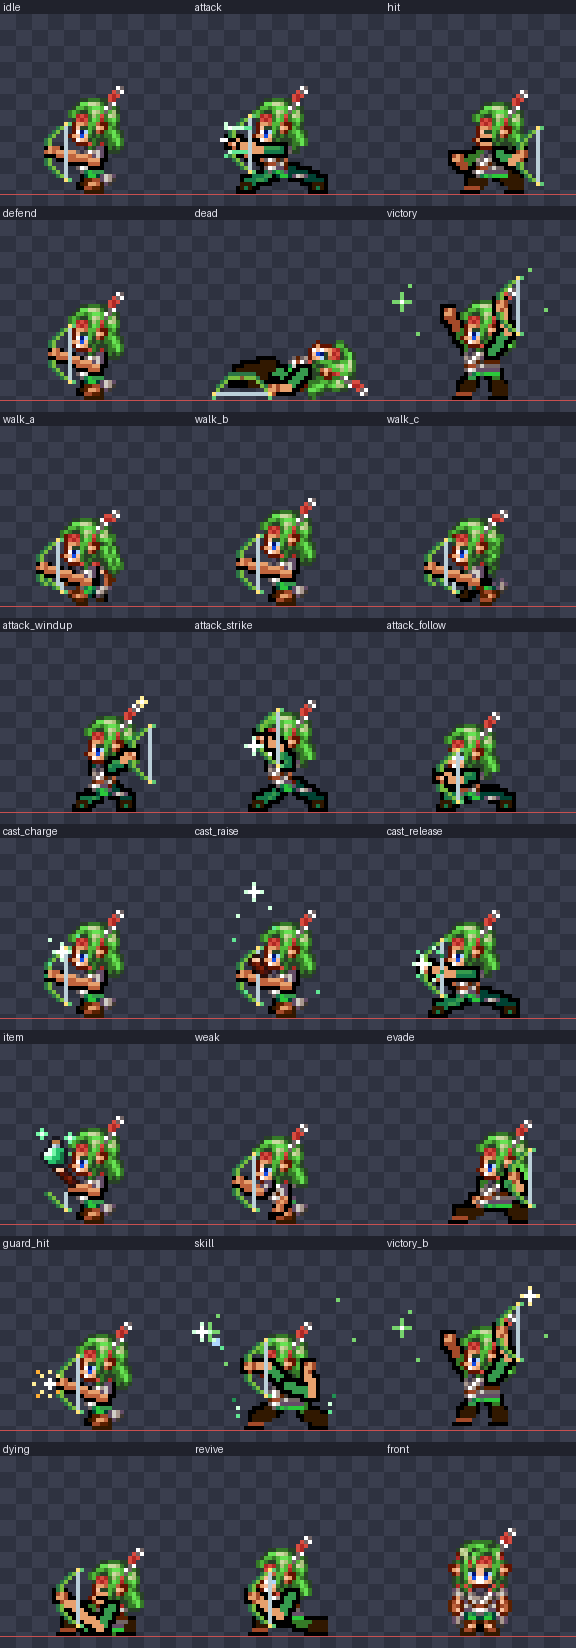 idle attack hit
defend dead victory
walk_a walk_b walk_c
attack_windup attack_strike attack_follow
cast_charge cast_raise cast_release
item weak evade
guard_hit skill victory_b
dying revive front